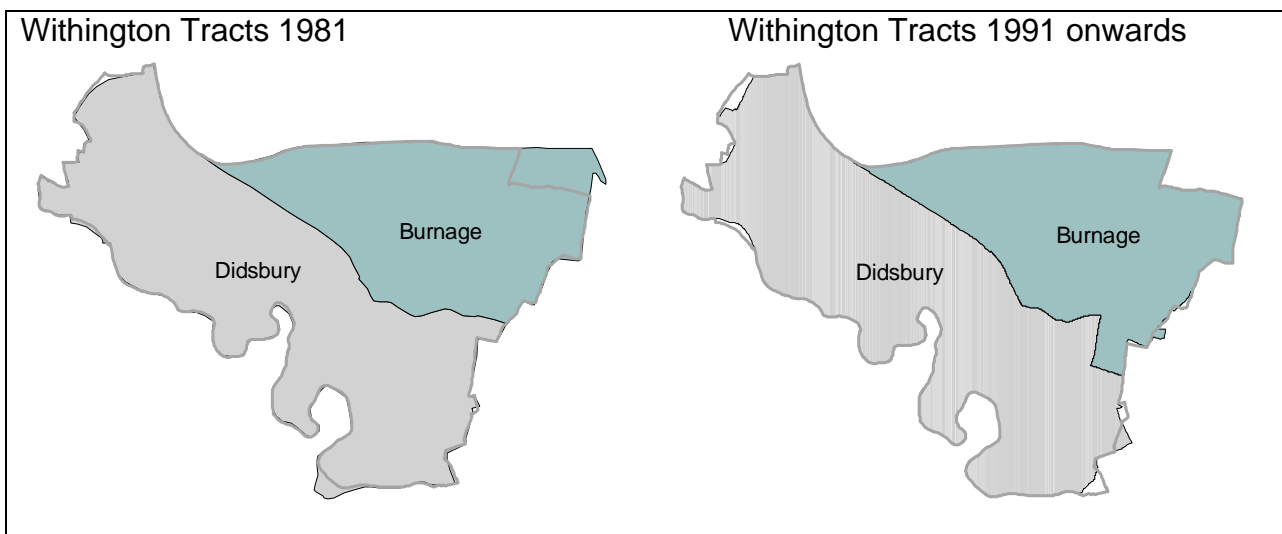 Withington Tracts 1981
Withington Tracts 1991 onwards
Burnage
Didsbury
Burnage
Didsbury